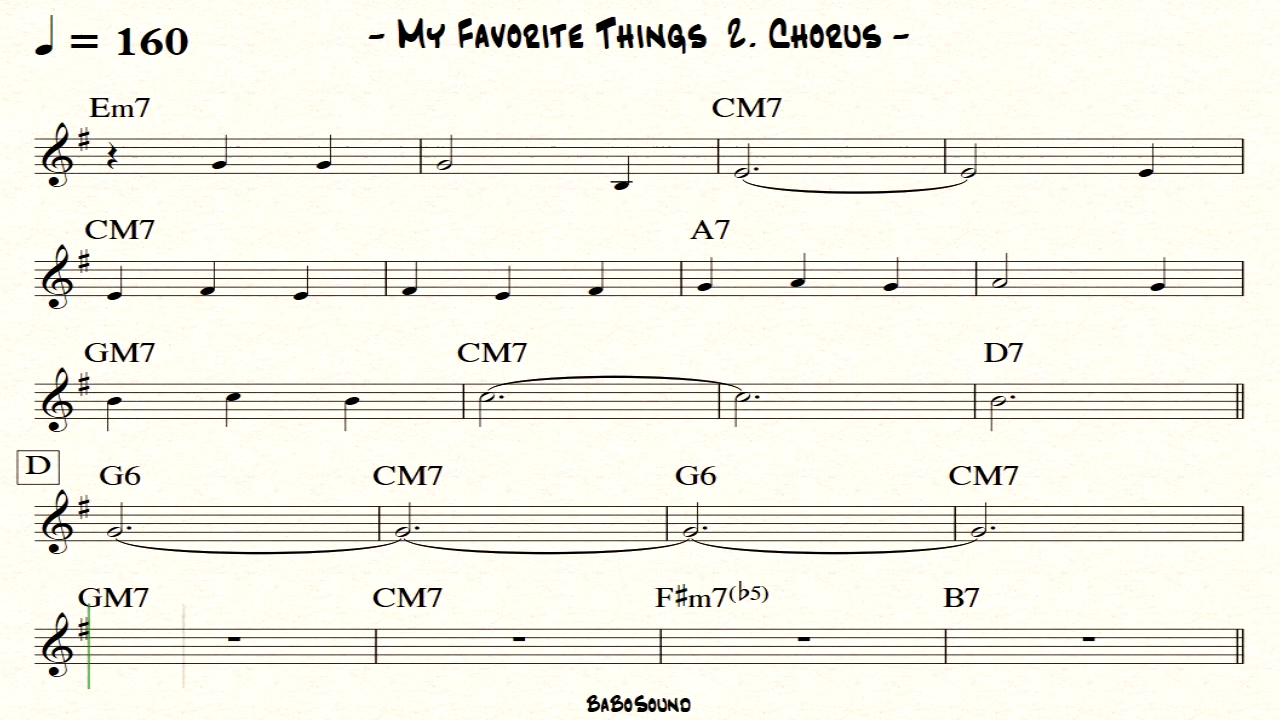 ♩ = 160
- My Favorite Things 2. Chorus -
Em7 CM7
CM7 A7
GM7 CM7 D7
D G6 CM7 G6 CM7
GM7 CM7 F♯m7(♭5) B7
BaBoSound